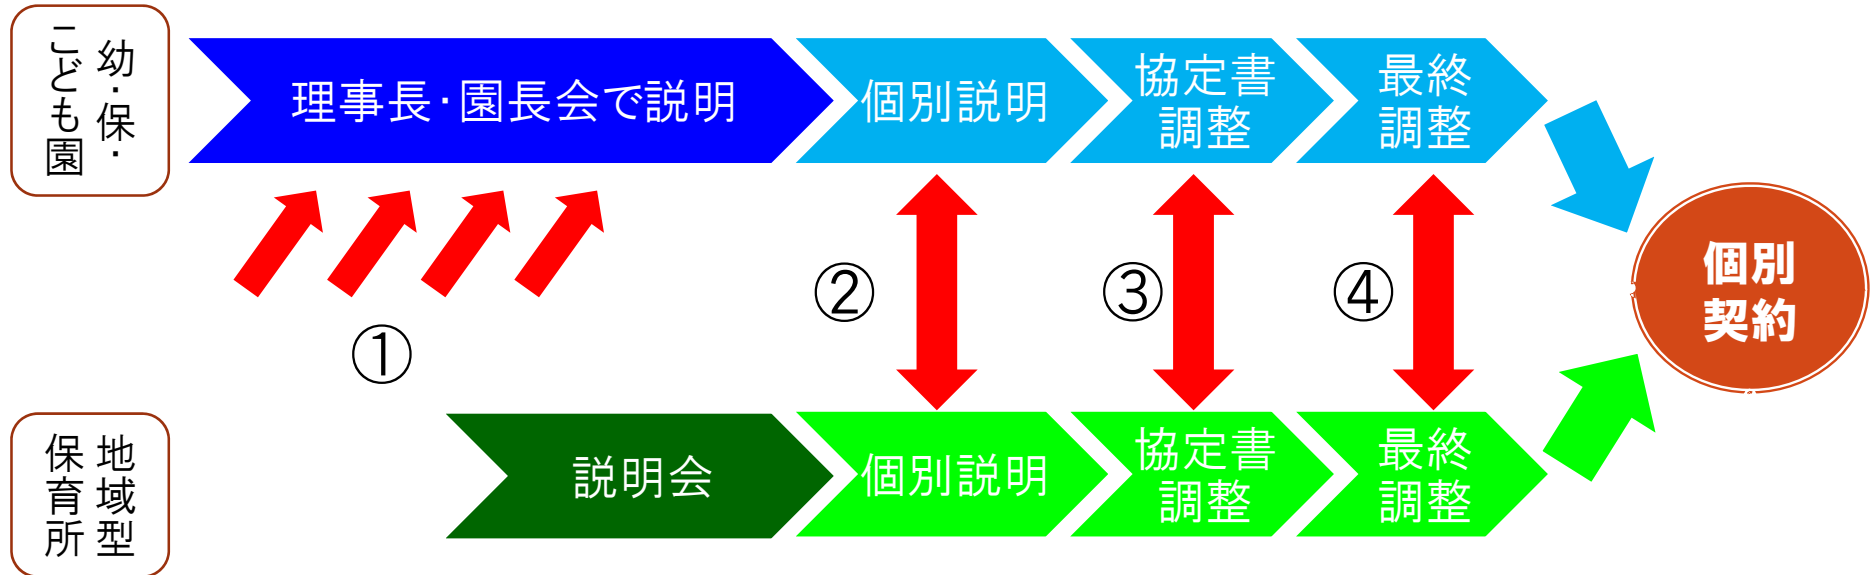 幼・保・
こども園
理事長・園長会で説明
個別説明
協定書
調整
最終
調整
①
②
③
④
個別
契約
地域型
保育所
説明会
個別説明
協定書
調整
最終
調整